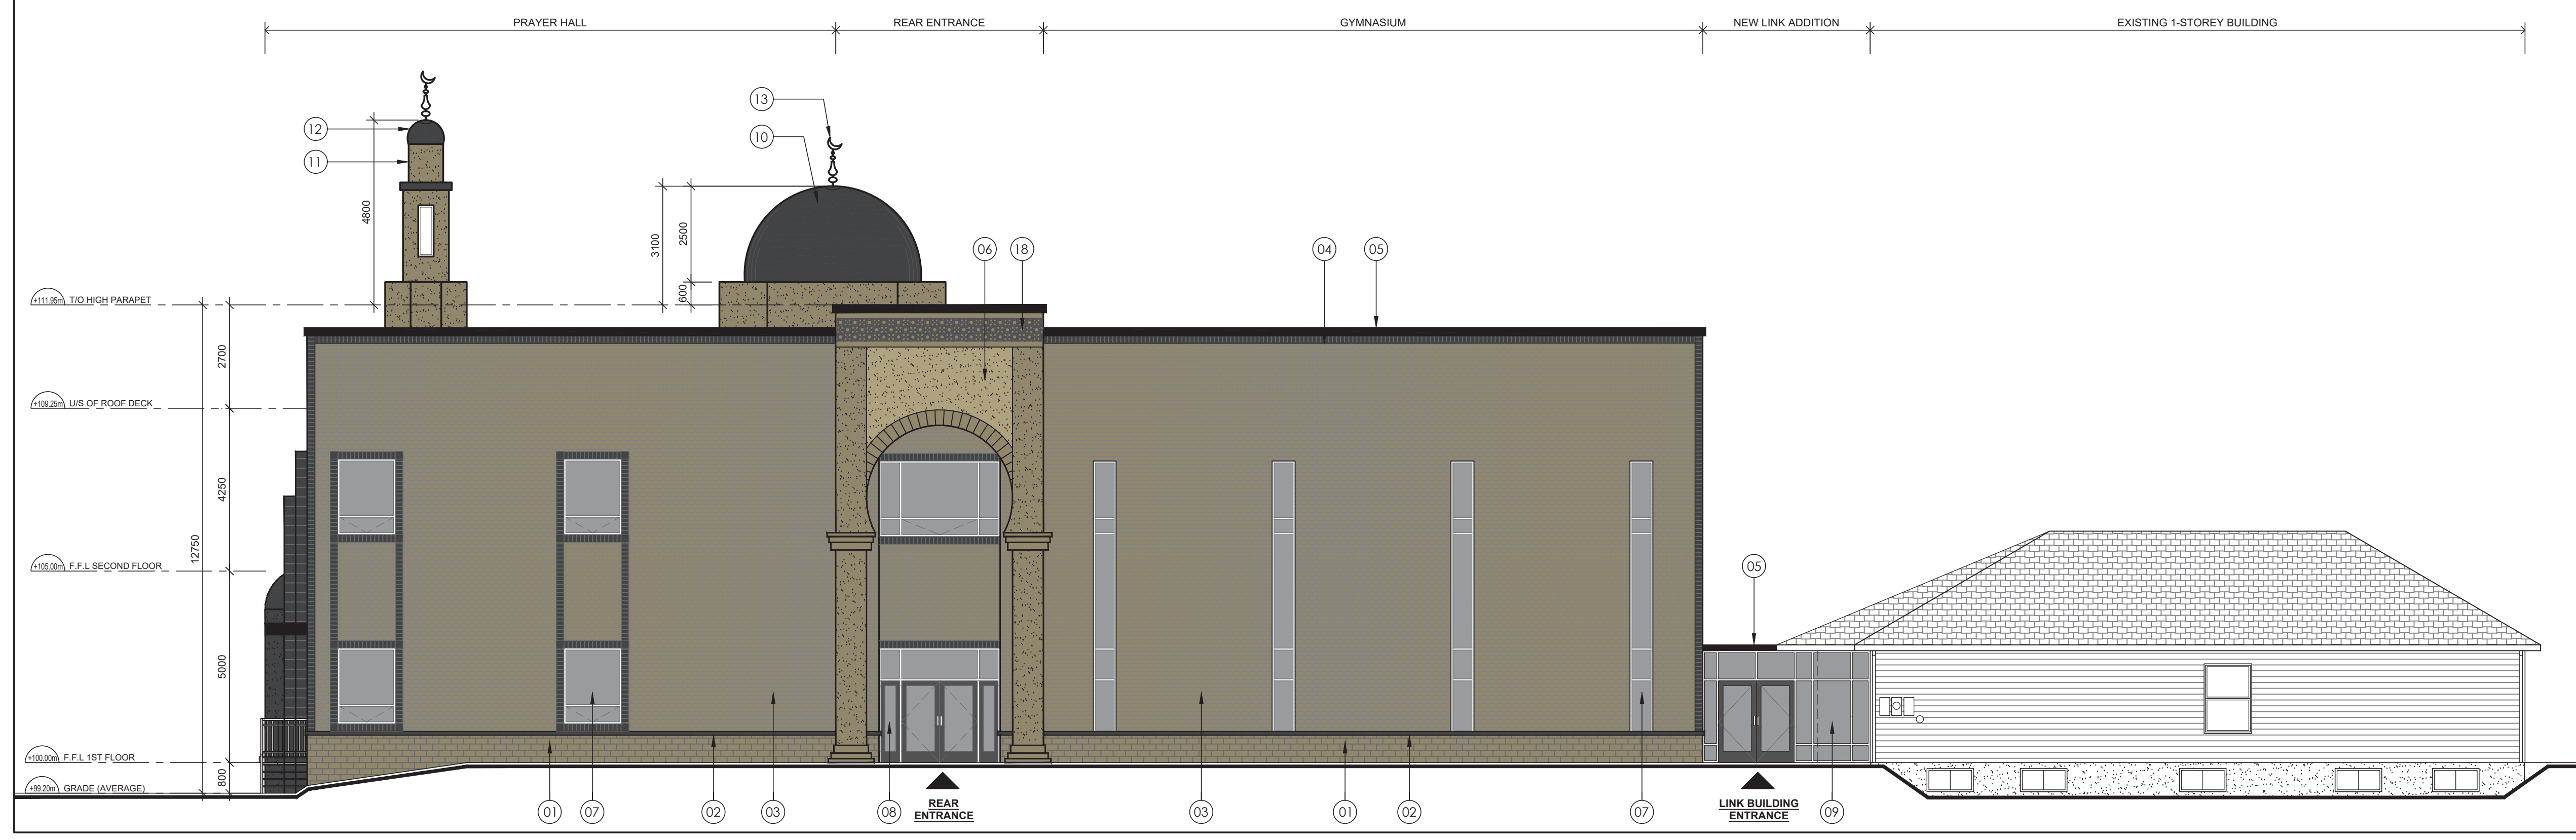 PRAYER HALL
REAR ENTRANCE
GYMNASIUM
NEW LINK ADDITION
EXISTING 1-STOREY BUILDING
13
12
10
11
4800
3100
2500
600
06
18
04
05
+111.95m T/O HIGH PARAPET
2700
+109.25m U/S OF ROOF DECK
4250
12750
+105.00m F.F.L SECOND FLOOR
05
5000
+100.00m F.F.L 1ST FLOOR
800
+99.20m GRADE (AVERAGE)
01
07
02
03
08
REAR
ENTRANCE
03
01
02
07
LINK BUILDING
ENTRANCE
09